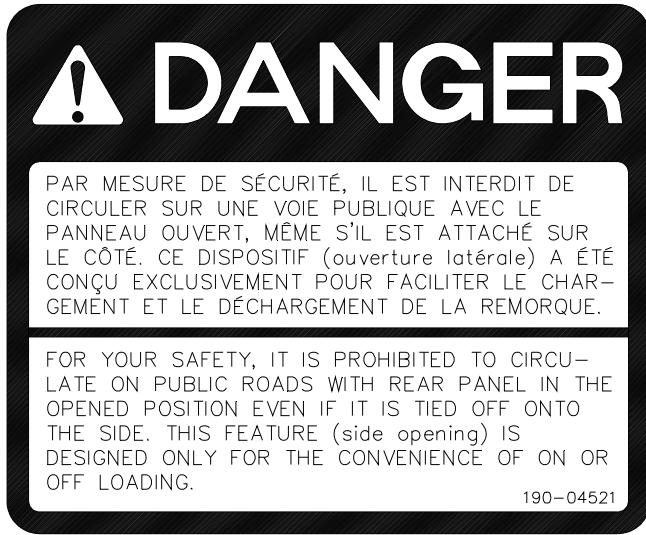 DANGER
PAR MESURE DE SÉCURITÉ, IL EST INTERDIT DE
CIRCULER SUR UNE VOIE PUBLIQUE AVEC LE
PANNEAU OUVERT, MÊME S'IL EST ATTACHÉ SUR
LE CÔTÉ. CE DISPOSITIF (ouverture latérale) A ÉTÉ
CONÇU EXCLUSIVEMENT POUR FACILITER LE CHAR-
GEMENT ET LE DÉCHARGEMENT DE LA REMORQUE.
FOR YOUR SAFETY, IT IS PROHIBITED TO CIRCU-
LATE ON PUBLIC ROADS WITH REAR PANEL IN THE
OPENED POSITION EVEN IF IT IS TIED OFF ONTO
THE SIDE. THIS FEATURE (side opening) IS
DESIGNED ONLY FOR THE CONVENIENCE OF ON OR
OFF LOADING.
190-04521